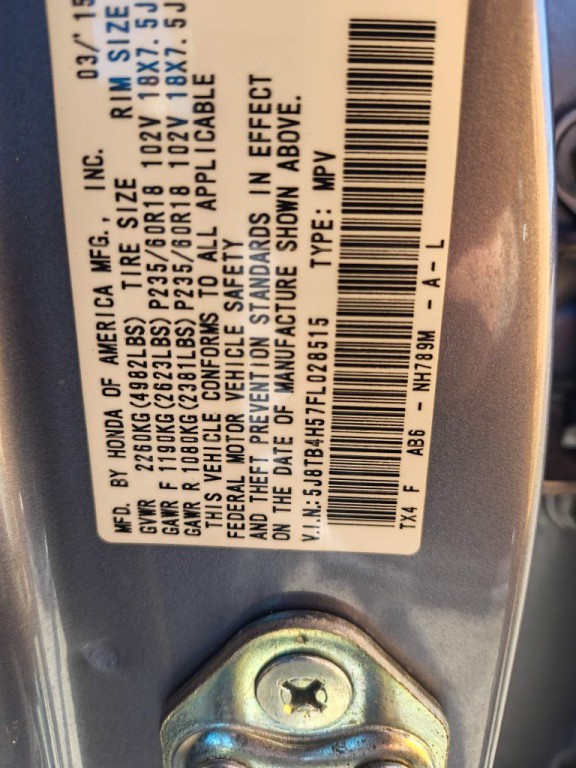 MFD. BY HONDA OF AMERICA MFG., INC. 03/'15
GVWR 2260KG(4982LBS) TIRE SIZE RIM SIZE
GAWR F 1190KG(2623LBS) P235/60R18 102V 18X7.5J
GAWR R 1080KG(2381LBS) P235/60R18 102V 18X7.5J
THIS VEHICLE CONFORMS TO ALL APPLICABLE
FEDERAL MOTOR VEHICLE SAFETY
AND THEFT PREVENTION STANDARDS IN EFFECT
ON THE DATE OF MANUFACTURE SHOWN ABOVE.
V.I.N.: 5J8TB4H57FL028515 TYPE: MPV
TX4 F AB6 - NH789M - A - L